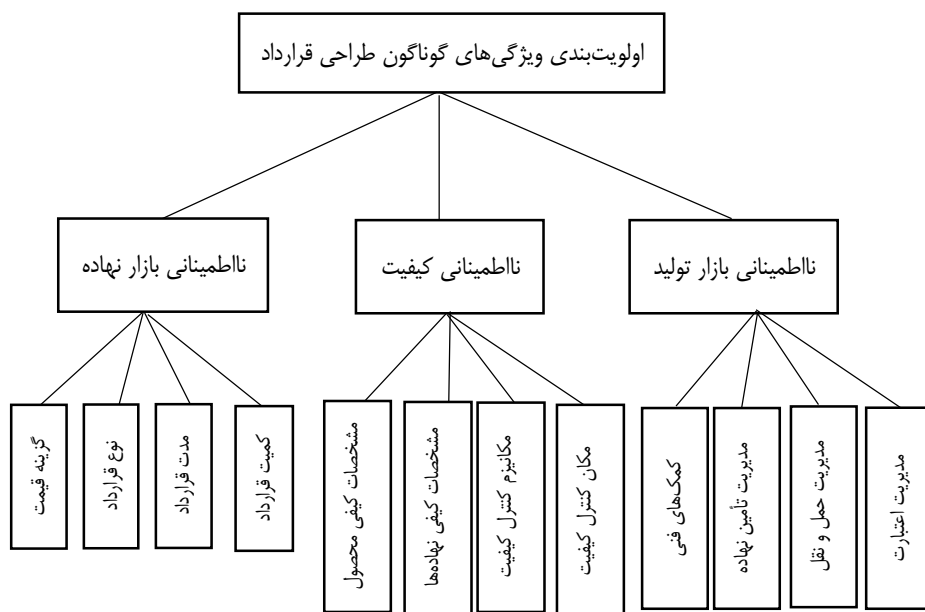 اولویت‌بندی ویژگی‌های گوناگون طراحی قرارداد
نااطمینانی بازار تولید
نااطمینانی کیفیت
نااطمینانی بازار نهاده
مدیریت اعتبارت
مدیریت حمل و نقل
مدیریت تأمین نهاده
کمک‌های فنی
مکان کنترل کیفیت
مکانیزم کنترل کیفیت
مشخصات کیفی نهاده‌ها
مشخصات کیفی محصول
کمیت قرارداد
مدت قرارداد
نوع قرارداد
گزینه قیمت